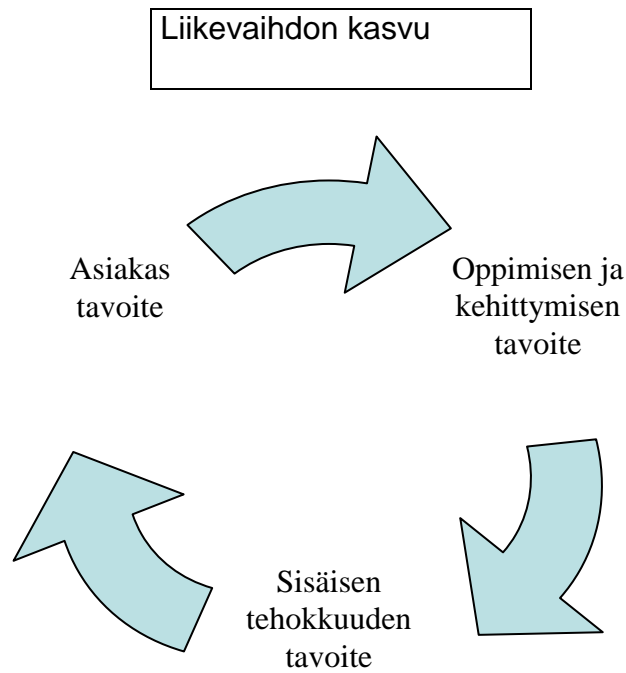 Liikevaihdon kasvu
Asiakas
tavoite
Oppimisen ja
kehittymisen
tavoite
Sisäisen
tehokkuuden
tavoite